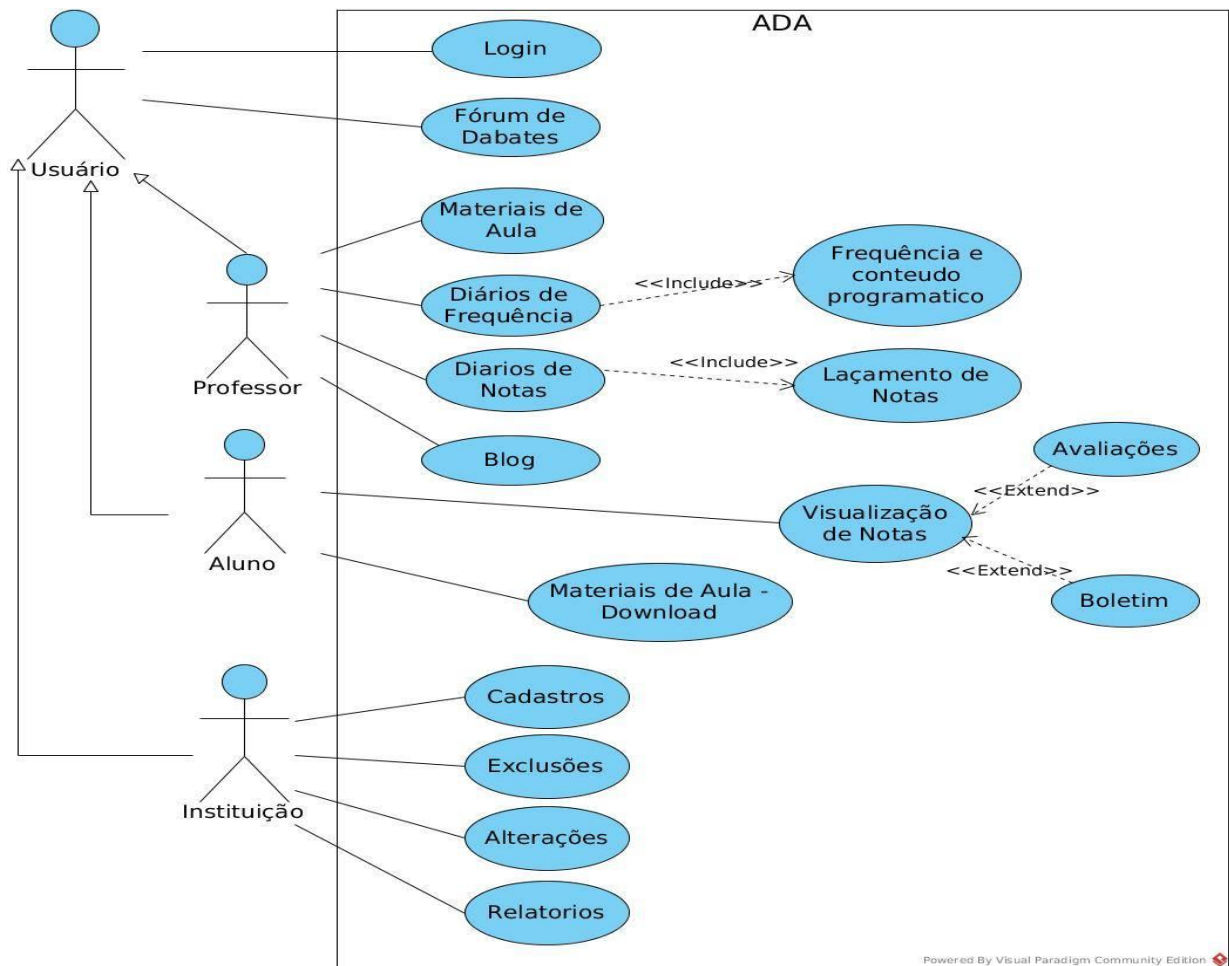 ADA
Login
Fórum de
Dabates
Usuário
Materiais de
Aula
Frequência e
conteudo
programatico
<<Include>>
Diários de
Frequência
<<Include>>
Diarios de
Notas
Laçamento de
Notas
Professor
Blog
Avaliações
<<Extend>>
Visualização
de Notas
Aluno
<<Extend>>
Boletim
Materiais de Aula -
Download
Cadastros
Exclusões
Instituição
Alterações
Relatorios
Powered By Visual Paradigm Community Edition